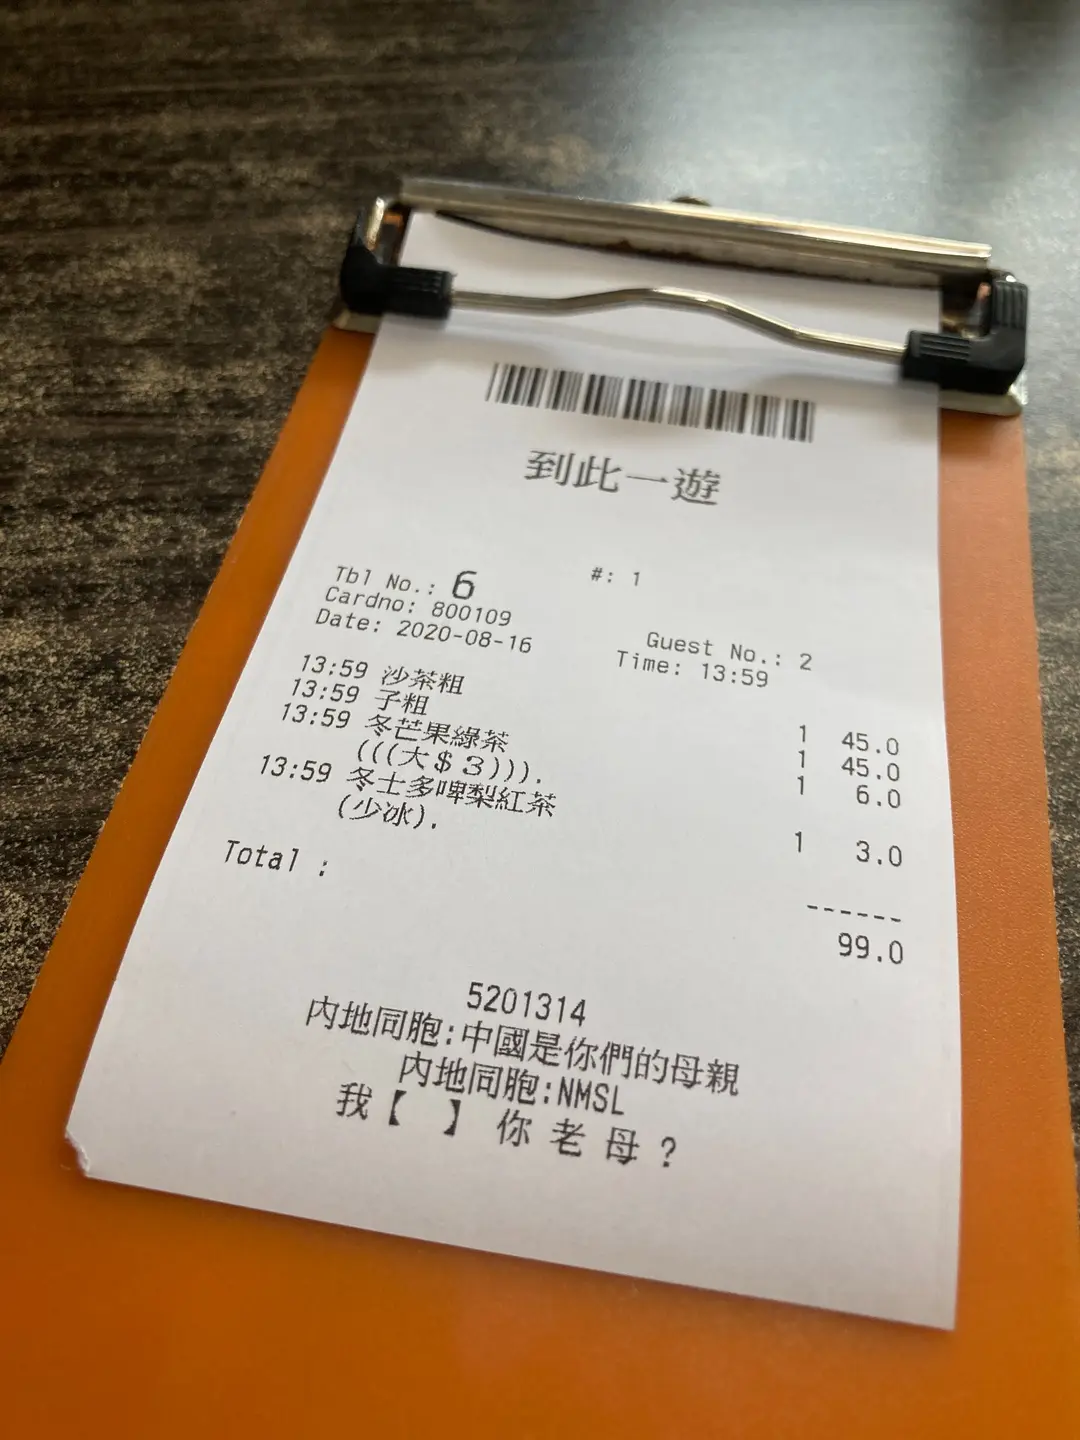 到此一遊
Tbl No.: 6 #: 1
Cardno: 800109
Date: 2020-08-16
Guest No.: 2
Time: 13:59
13:59 沙茶粗 1 45.0
13:59 子粗 1 45.0
13:59 冬芒果綠茶 1 6.0
(((大$3))).
13:59 冬士多啤梨紅茶 1 3.0
(少冰).
Total :
------
99.0
5201314
內地同胞:中國是你們的母親
內地同胞:NMSL
我【 】你老母?